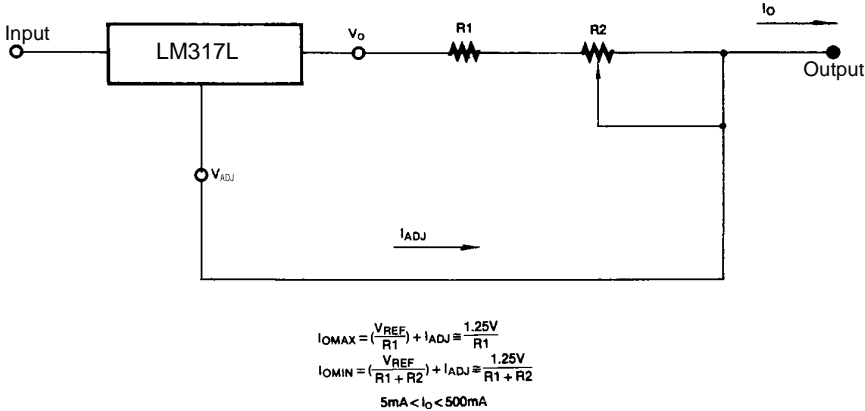 Input
LM317L
Vo
R1
R2
Io
Output
VADJ
IADJ
IOMAX = (VREF/R1) + IADJ ≅ 1.25V/R1
IOMIN = (VREF/R1 + R2) + IADJ ≅ 1.25V/R1 + R2
5mA < Io < 500mA